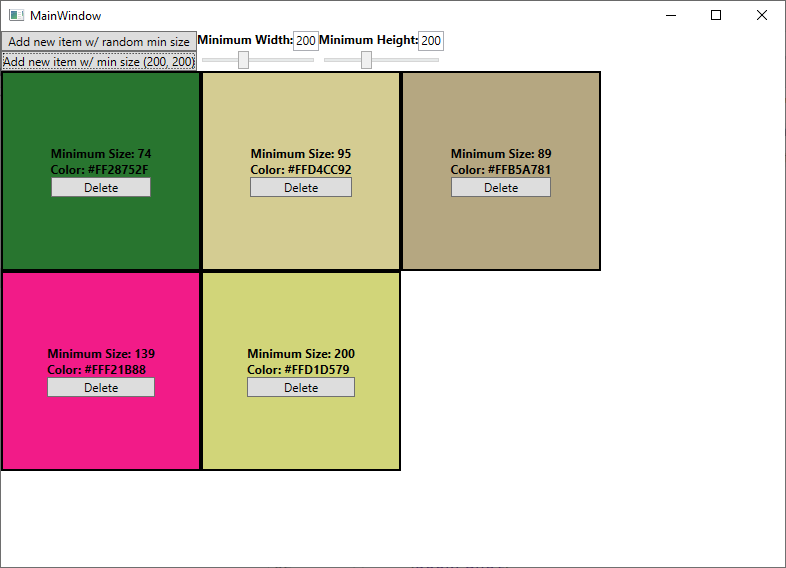 MainWindow
Add new item w/ random min size
Minimum Width: 200 Minimum Height: 200
Add new item w/ min size (200, 200)
Minimum Size: 74
Color: #FF28752F
Delete
Minimum Size: 95
Color: #FFD4CC92
Delete
Minimum Size: 89
Color: #FFB5A781
Delete
Minimum Size: 139
Color: #FFF21B88
Delete
Minimum Size: 200
Color: #FFD1D579
Delete